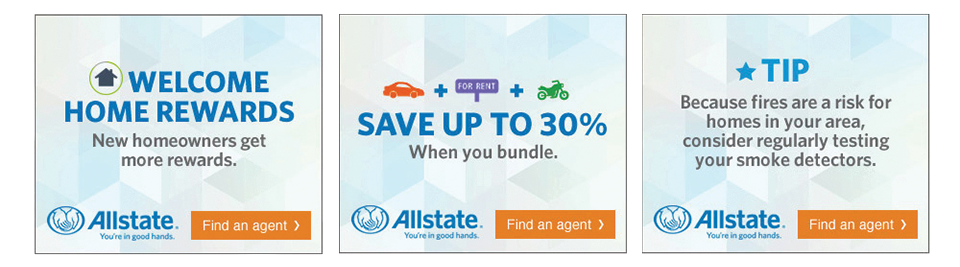 WELCOME
HOME REWARDS
New homeowners get
more rewards.
Allstate.
You're in good hands.
Find an agent ›
FOR RENT
+ +
SAVE UP TO 30%
When you bundle.
Allstate.
You're in good hands.
Find an agent ›
TIP
Because fires are a risk for
homes in your area,
consider regularly testing
your smoke detectors.
Allstate.
You're in good hands.
Find an agent ›